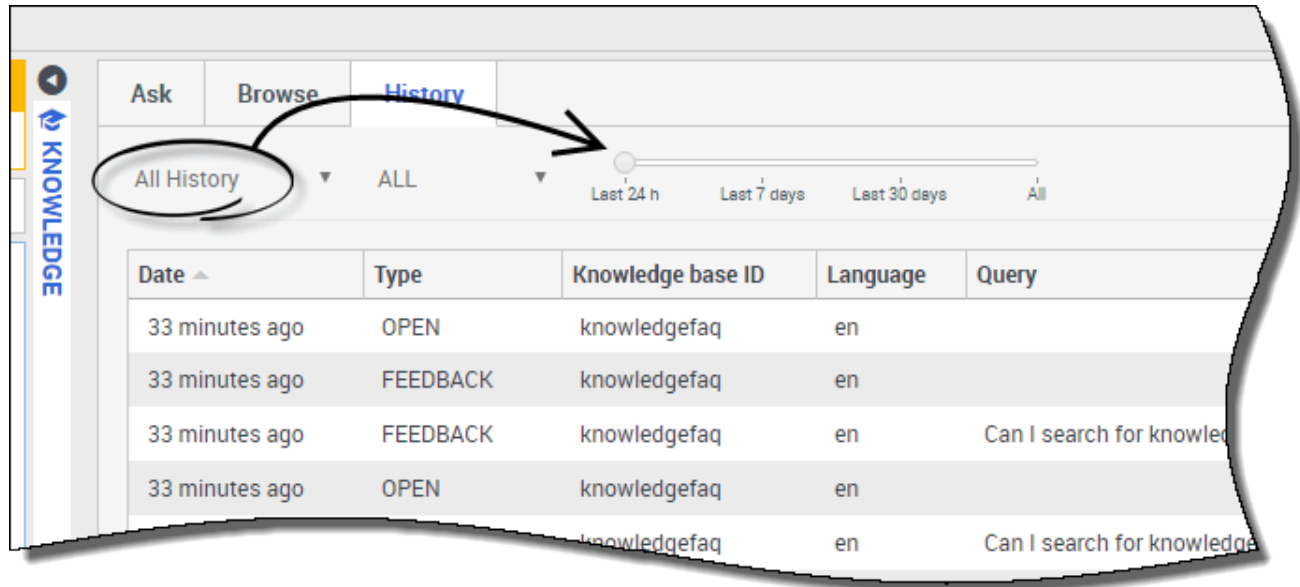 KNOWLEDGE
Ask Browse History
All History ALL
Last 24 h Last 7 days Last 30 days All
Date Type Knowledge base ID Language Query
33 minutes ago OPEN knowledgefaq en
33 minutes ago FEEDBACK knowledgefaq en
33 minutes ago FEEDBACK knowledgefaq en Can I search for knowled
33 minutes ago OPEN knowledgefaq en
knowledgefaq en Can I search for knowledge